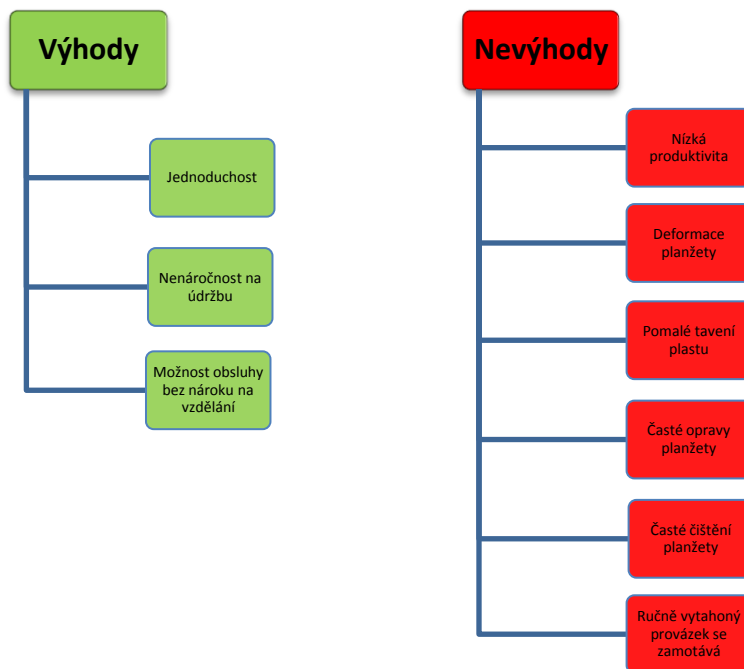 Výhody
Jednoduchost
Nenáročnost na
údržbu
Možnost obsluhy
bez nároku na
vzdělání
Nevýhody
Nízká
produktivita
Deformace
planžety
Pomalé tavení
plastu
Časté opravy
planžety
Časté čištění
planžety
Ručně vytahoný
provázek se
zamotává